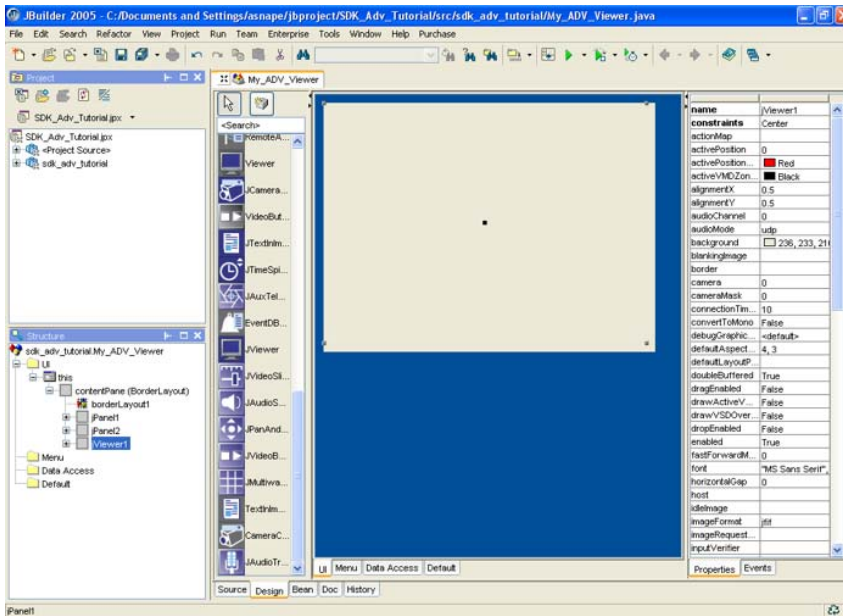 JBuilder 2005 - C:/Documents and Settings/asnape/jbproject/SDK_Adv_Tutorial/src/sdk_adv_tutorial/My_ADV_Viewer.java
File Edit Search Refactor View Project Run Team Enterprise Tools Window Help Purchase
Project
SDK_Adv_Tutorial.jpx
SDK_Adv_Tutorial.jpx
<Project Source>
sdk_adv_tutorial
Structure
sdk_adv_tutorial.My_ADV_Viewer
UI
this
contentPane (BorderLayout)
borderLayout1
jPanel1
jPanel2
jViewer1
Menu
Data Access
Default
My_ADV_Viewer
<Search>
RemoteA...
Viewer
JCamera...
VideoBut...
JTextInIm...
JTimeSpi...
JAuxTel...
EventDB...
JViewer
JVideoSli...
JAudioS...
JPanAnd...
JVideoB...
JMultiwa...
TextInIm...
CameraC...
JAudioTr...
UI Menu Data Access Default
Source Design Bean Doc History
name jViewer1
constraints Center
actionMap
activePosition 0
activePosition... Red
activeVMDZon... Black
alignmentX 0.5
alignmentY 0.5
audioChannel 0
audioMode udp
background 236, 233, 216
blankingImage
border
camera 0
cameraMask 0
connectionTim... 10
convertToMono False
debugGraphic... <default>
defaultAspect... 4, 3
defaultLayoutP...
doubleBuffered True
dragEnabled False
drawActiveV... False
drawVSDOver... False
dropEnabled False
enabled True
fastForwardM... 0
font "MS Sans Serif",
horizontalGap 0
host
idleImage
imageFormat jfif
imageRequest...
inputVerifier
Properties Events
jPanel1